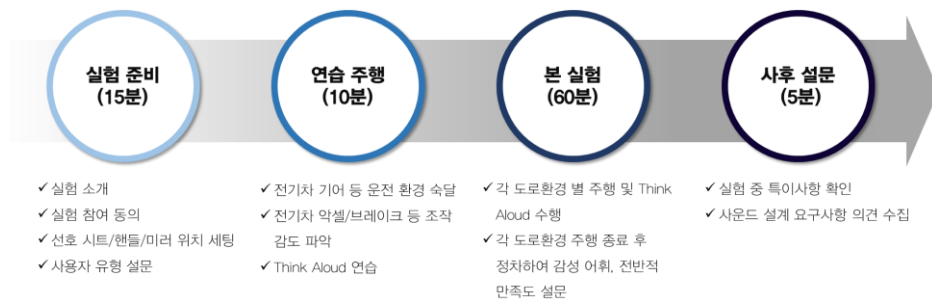 실험 준비
(15분)
연습 주행
(10분)
본 실험
(60분)
사후 설문
(5분)
✓실험 소개
✓실험 참여 동의
✓선호 시트/핸들/미러 위치 세팅
✓사용자 유형 설문
✓전기차 기어 등 운전 환경 숙달
✓전기차 악셀/브레이크 등 조작
감도 파악
✓Think Aloud 연습
✓각 도로환경 별 주행 및 Think
Aloud 수행
✓각 도로환경 주행 종료 후
정차하여 감성 어휘, 전반적
만족도 설문
✓실험 중 특이사항 확인
✓사운드 설계 요구사항 의견 수집